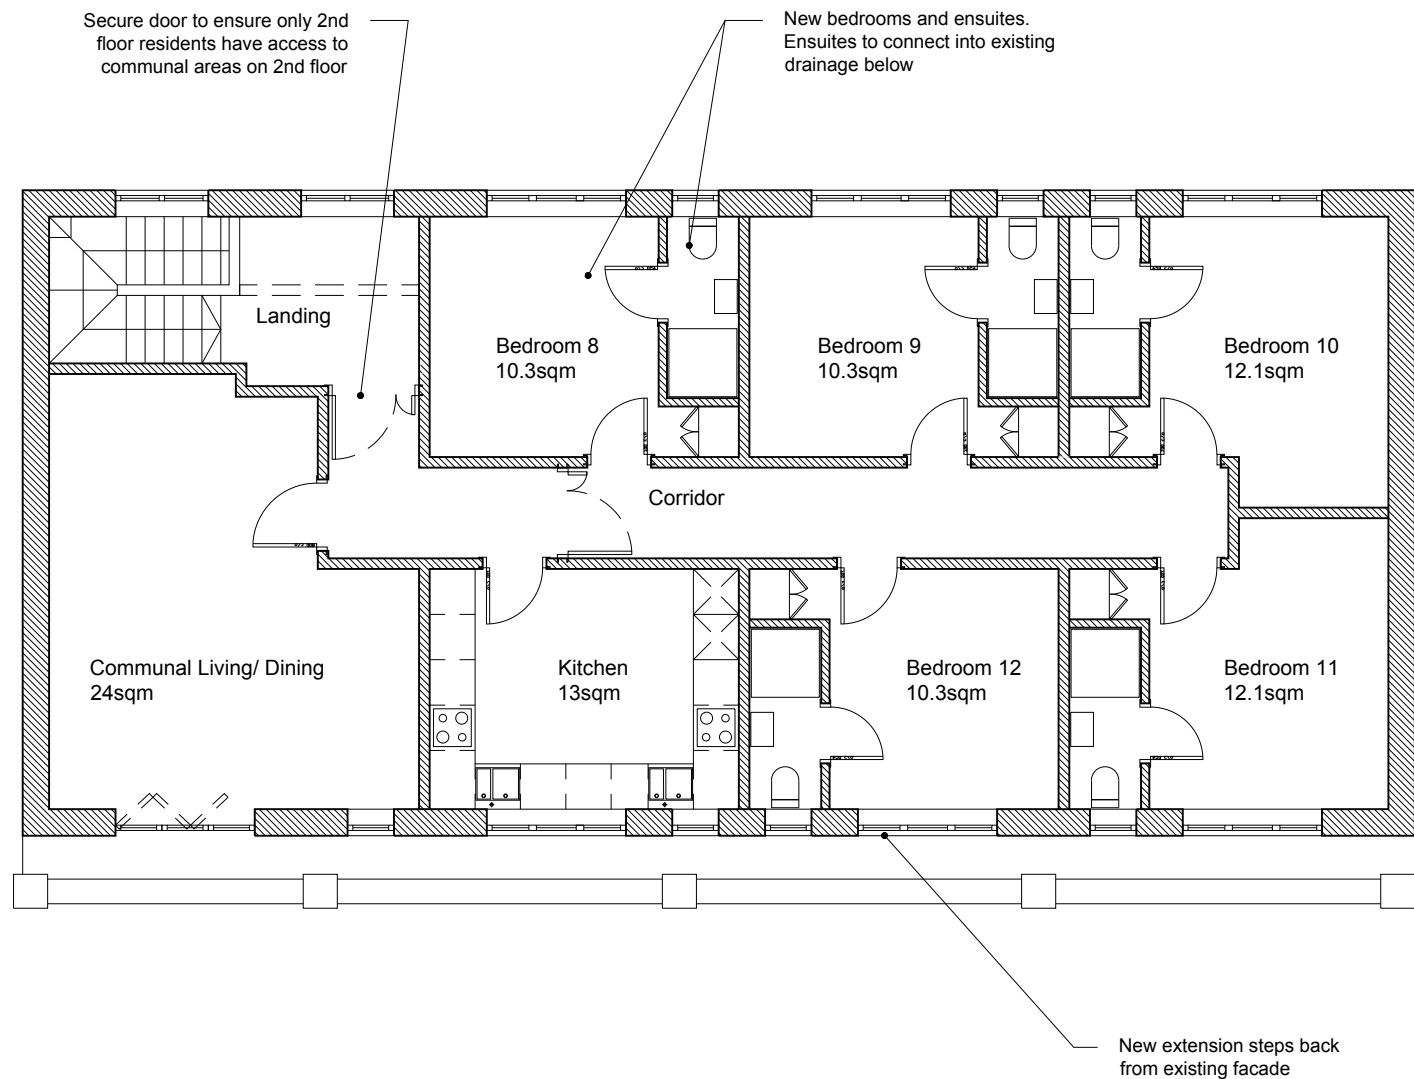 Secure door to ensure only 2nd
floor residents have access to
communal areas on 2nd floor
New bedrooms and ensuites.
Ensuites to connect into existing
drainage below
Landing
Bedroom 8
10.3sqm
Bedroom 9
10.3sqm
Bedroom 10
12.1sqm
Corridor
Communal Living/ Dining
24sqm
Kitchen
13sqm
Bedroom 12
10.3sqm
Bedroom 11
12.1sqm
New extension steps back
from existing facade